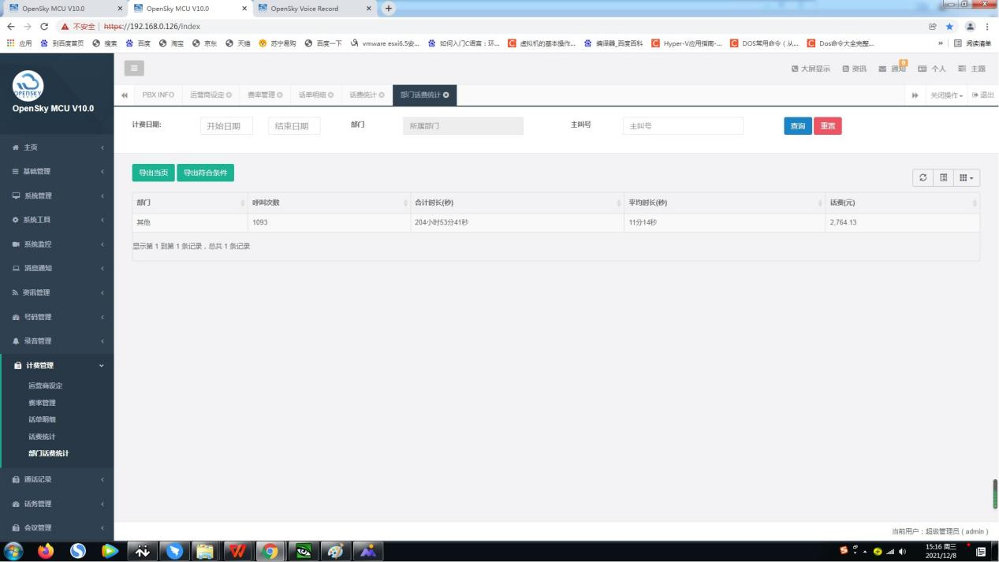 OpenSky MCU V10.0 × OpenSky MCU V10.0 × OpenSky Voice Record × +
不安全 | https://192.168.0.126/index
应用 到百度首页 搜索 百度 淘宝 京东 天猫 苏宁易购 百度一下 vmware esxi6.5安... 如何入门C语言：环... 虚拟机的基本操作... 编译器_百度百科 Hyper-V应用指南-... DOS常用命令（从... Dos命令大全完整... » 阅读清单
大屏显示 资讯 通知 0 个人 主题
OPENSKY
OpenSky MCU V10.0
PBX INFO 运营商设定 费率管理 话单明细 话费统计 部门话费统计 关闭操作 退出
计费日期: 开始日期 结束日期 部门 所属部门 主叫号 主叫号 查询 重置
主页
基础管理
系统管理
系统工具
系统监控
消息通知
资讯管理
号码管理
录音管理
计费管理
运营商设定
费率管理
话单明细
话费统计
部门话费统计
通话记录
话务管理
会议管理
导出当页 导出符合条件
部门 呼叫次数 合计时长(秒) 平均时长(秒) 话费(元)
其他 1093 204小时53分41秒 11分14秒 2,764.13
显示第 1 到第 1 条记录，总共 1 条记录
当前用户：超级管理员（admin）
15:16 周三
2021/12/8